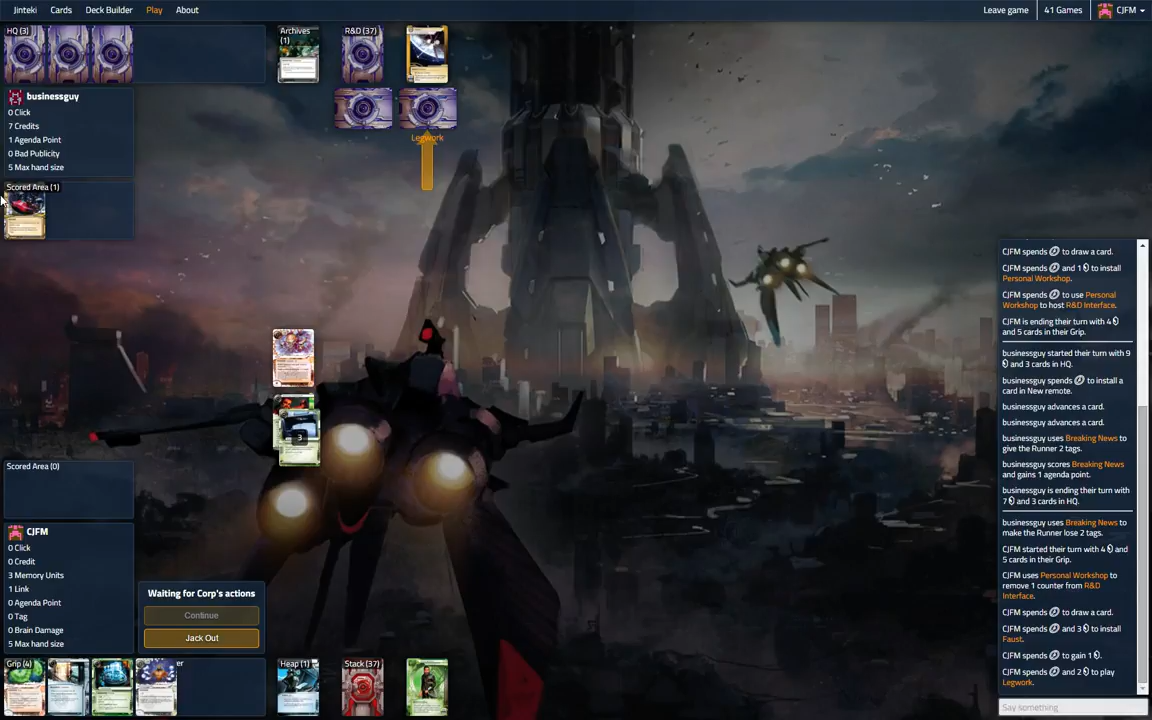 Jinteki
Cards
Deck Builder
Play
About
Leave game
41 Games
CJFM
HQ (3)
Archives
(1)
R&D (37)
businessguy
0 Click
7 Credits
1 Agenda Point
0 Bad Publicity
5 Max hand size
Legwork
Scored Area (1)
3
Scored Area (0)
CJFM
0 Click
0 Credit
3 Memory Units
1 Link
0 Agenda Point
0 Tag
0 Brain Damage
5 Max hand size
Waiting for Corp's actions
Continue
Jack Out
Grip (4)
er
Heap (1)
Stack (37)
CJFM spends to draw a card.
CJFM spends and 1 to install
Personal Workshop.
CJFM spends to use Personal
Workshop to host R&D Interface.
CJFM is ending their turn with 4
and 5 cards in their Grip.
businessguy started their turn with 9
and 3 cards in HQ.
businessguy spends to install a
card in New remote.
businessguy advances a card.
businessguy advances a card.
businessguy uses Breaking News to
give the Runner 2 tags.
businessguy scores Breaking News
and gains 1 agenda point.
businessguy is ending their turn with
7 and 3 cards in HQ.
businessguy uses Breaking News to
make the Runner lose 2 tags.
CJFM started their turn with 4 and
5 cards in their Grip.
CJFM uses Personal Workshop to
remove 1 counter from R&D
Interface.
CJFM spends to draw a card.
CJFM spends and 3 to install
Faust.
CJFM spends to gain 1.
CJFM spends and 2 to play
Legwork.
Say something